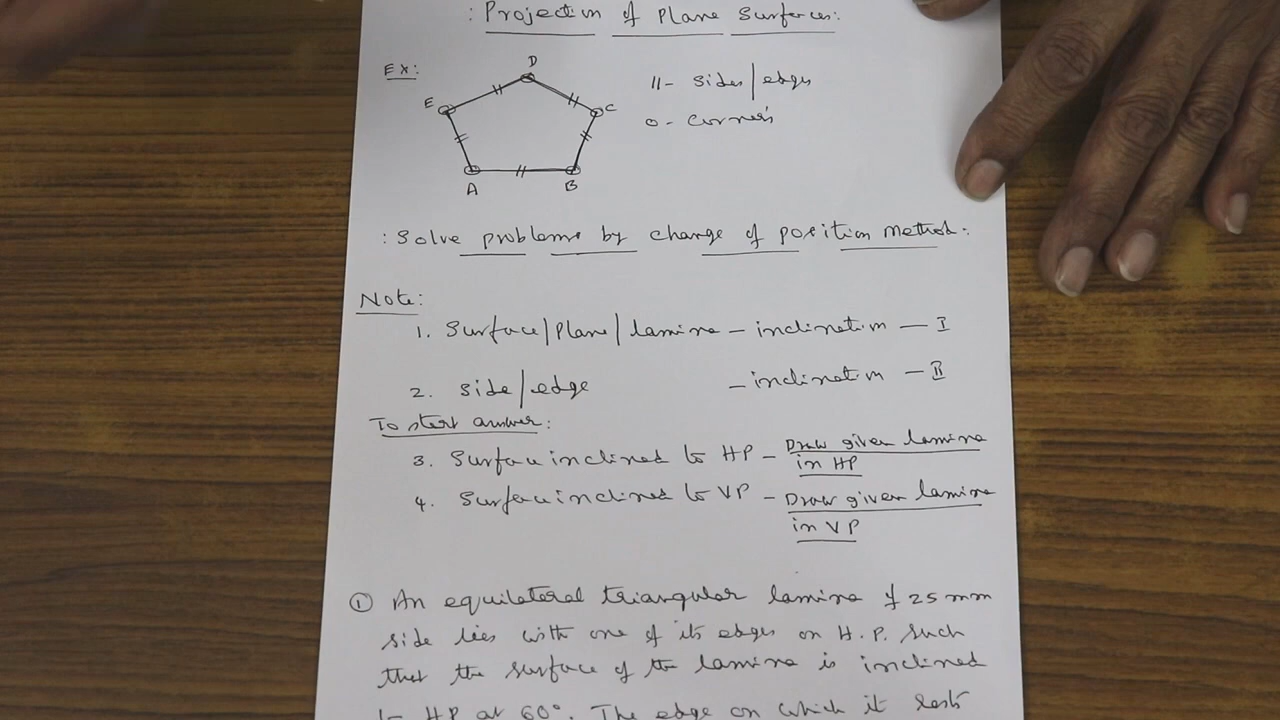 : Projection of Plane Surfaces:
Ex:
D
E
C
A
B
11- sides/edges
o- corners
: Solve problems by change of position method:
Note:
1. Surface/Plane/lamina - inclination - I
2. Side/edge - inclination - II
To start answer:
3. Surface inclined to HP - Draw given lamina
in HP
4. Surface inclined to VP - Draw given lamina
in VP
① An equilateral triangular lamina of 25 mm
side lies with one of its edges on H.P. such
that the surface of the lamina is inclined
to HP at 60°. The edge on which it rests